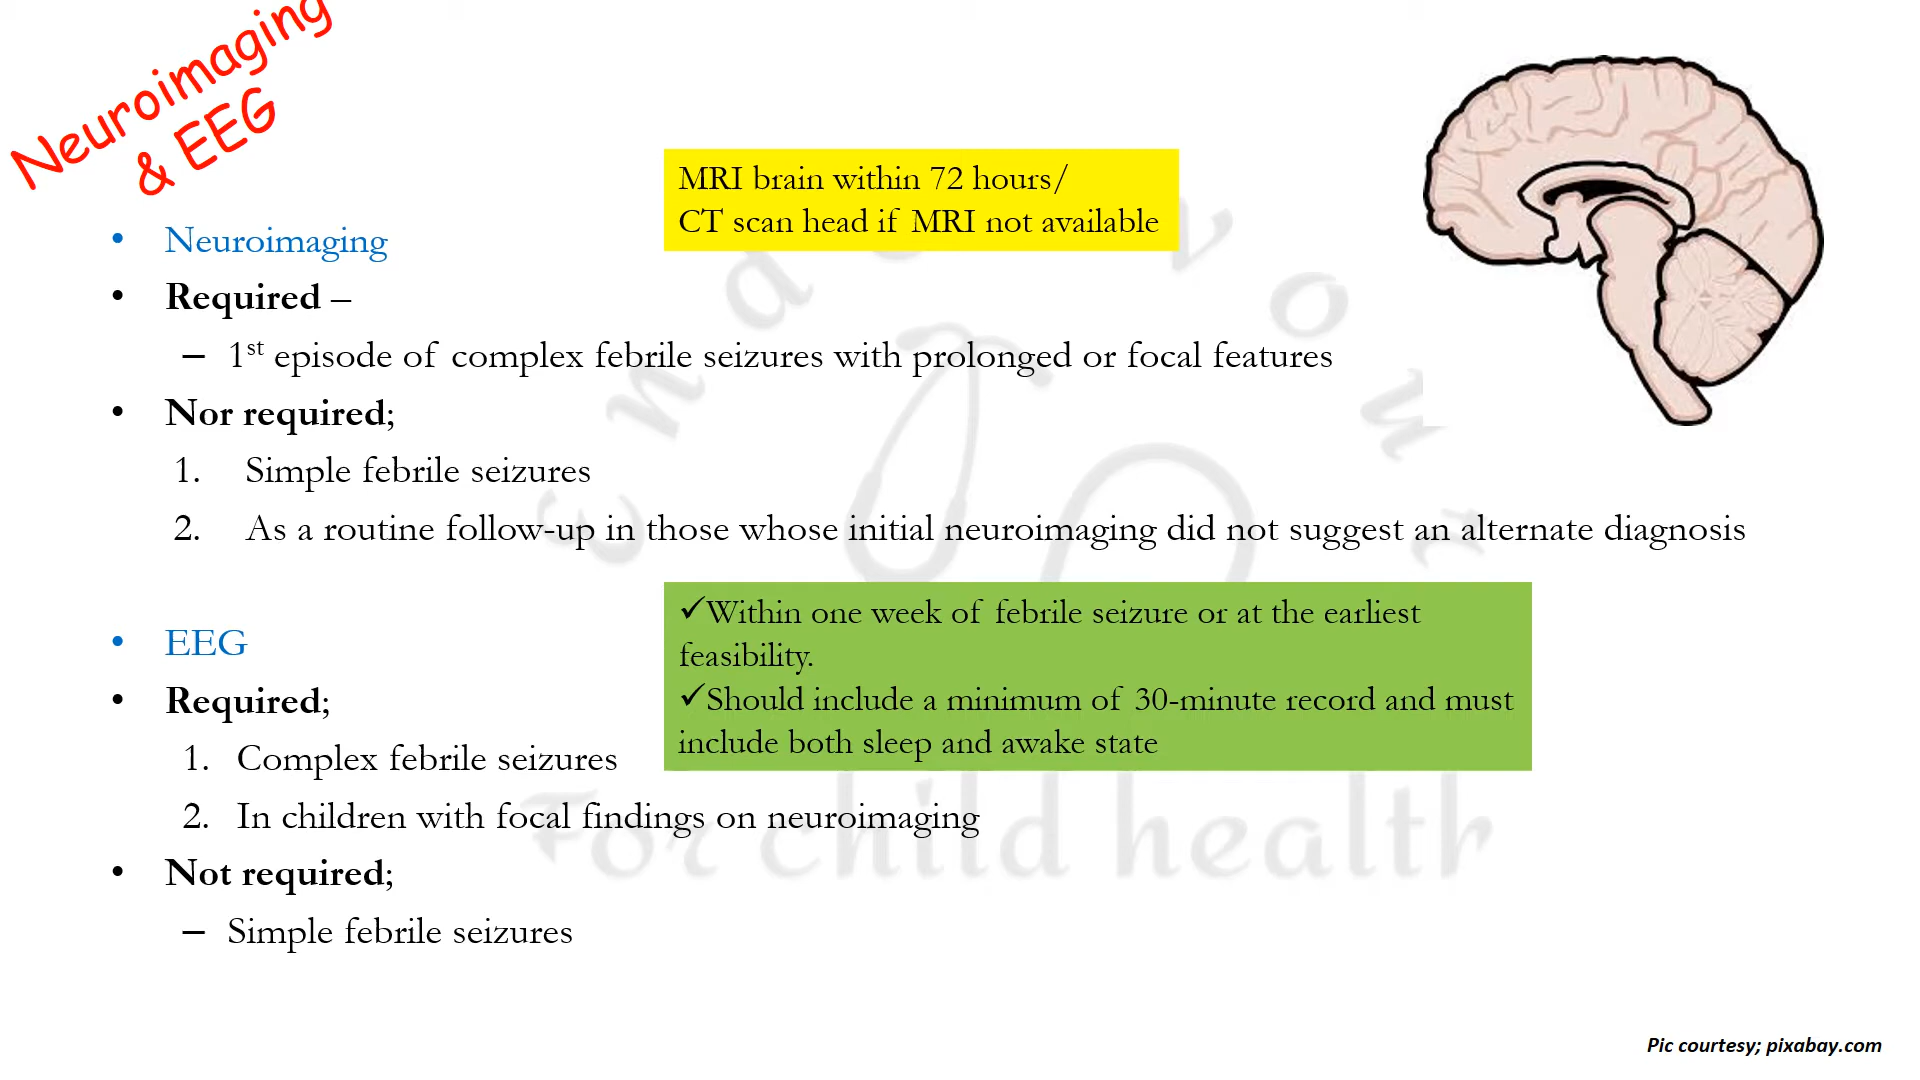 Neuroimaging
& EEG
MRI brain within 72 hours/
CT scan head if MRI not available
• Neuroimaging
• Required –
– 1st episode of complex febrile seizures with prolonged or focal features
• Nor required;
1. Simple febrile seizures
2. As a routine follow-up in those whose initial neuroimaging did not suggest an alternate diagnosis
• EEG
✓Within one week of febrile seizure or at the earliest
feasibility.
✓Should include a minimum of 30-minute record and must
include both sleep and awake state
• Required;
1. Complex febrile seizures
2. In children with focal findings on neuroimaging
• Not required;
– Simple febrile seizures
For child health
Pic courtesy; pixabay.com